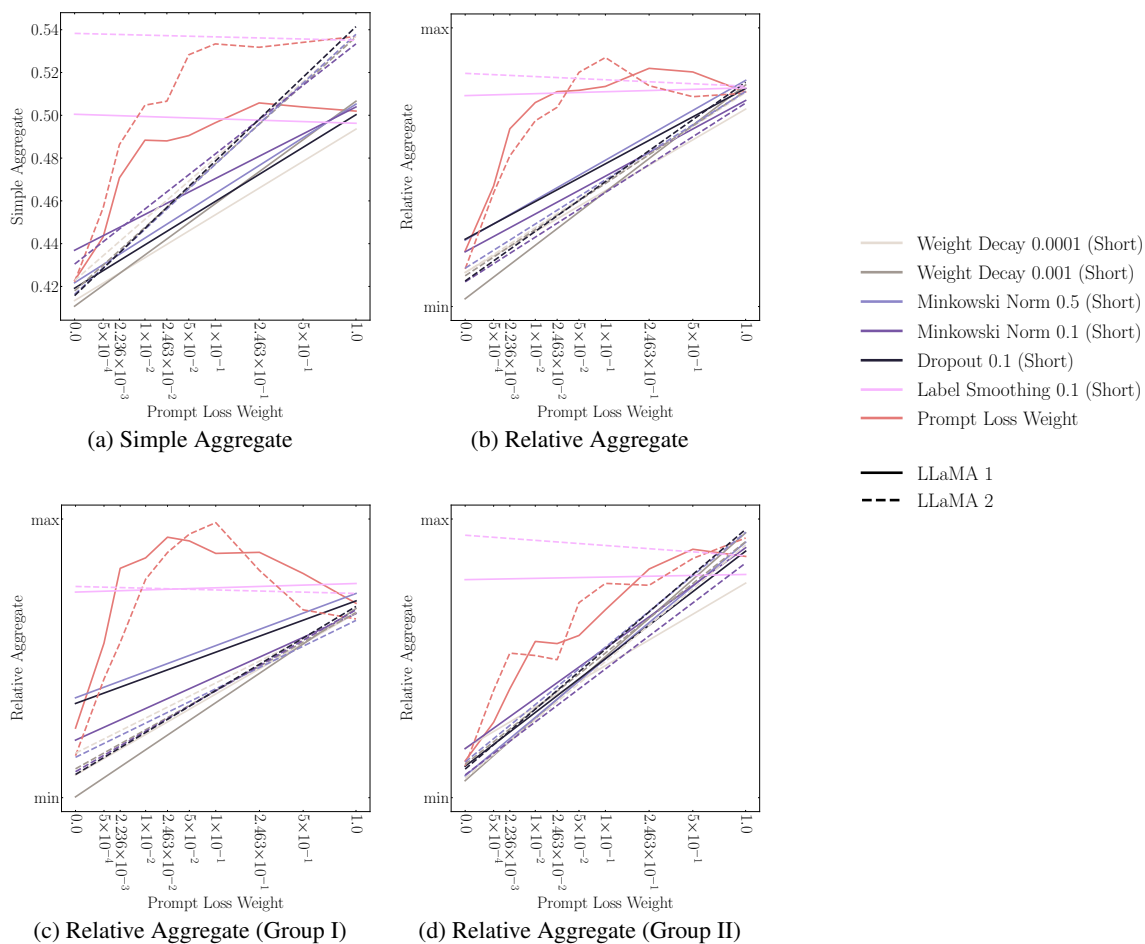 0.54
0.52
0.50
0.48
0.46
0.44
0.42
Simple Aggregate
0.0
5×10⁻⁴
2.236×10⁻³
1×10⁻²
2.463×10⁻²
5×10⁻²
1×10⁻¹
2.463×10⁻¹
5×10⁻¹
1.0
Prompt Loss Weight
(a) Simple Aggregate
max
min
Relative Aggregate
0.0
5×10⁻⁴
2.236×10⁻³
1×10⁻²
2.463×10⁻²
5×10⁻²
1×10⁻¹
2.463×10⁻¹
5×10⁻¹
1.0
Prompt Loss Weight
(b) Relative Aggregate
Weight Decay 0.0001 (Short)
Weight Decay 0.001 (Short)
Minkowski Norm 0.5 (Short)
Minkowski Norm 0.1 (Short)
Dropout 0.1 (Short)
Label Smoothing 0.1 (Short)
Prompt Loss Weight
LLaMA 1
LLaMA 2
max
min
Relative Aggregate
0.0
5×10⁻⁴
2.236×10⁻³
1×10⁻²
2.463×10⁻²
5×10⁻²
1×10⁻¹
2.463×10⁻¹
5×10⁻¹
1.0
Prompt Loss Weight
(c) Relative Aggregate (Group I)
max
min
Relative Aggregate
0.0
5×10⁻⁴
2.236×10⁻³
1×10⁻²
2.463×10⁻²
5×10⁻²
1×10⁻¹
2.463×10⁻¹
5×10⁻¹
1.0
Prompt Loss Weight
(d) Relative Aggregate (Group II)